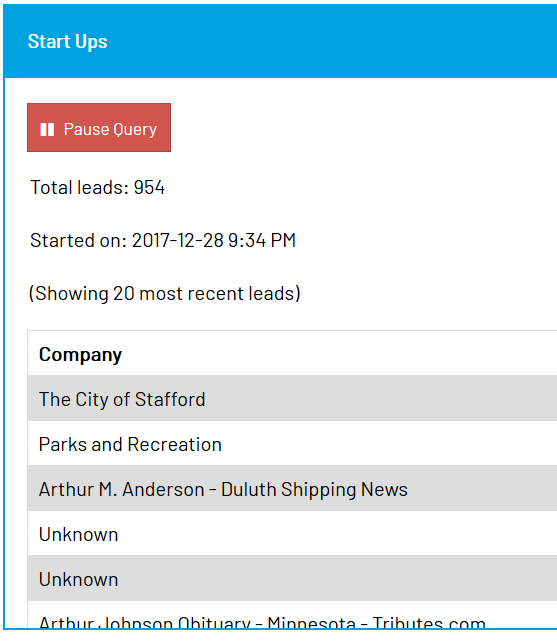 Start Ups
Pause Query
Total leads: 954
Started on: 2017-12-28 9:34 PM
(Showing 20 most recent leads)
Company
The City of Stafford
Parks and Recreation
Arthur M. Anderson - Duluth Shipping News
Unknown
Unknown
Arthur Johnson Obituary - Minnesota - Tributes.com